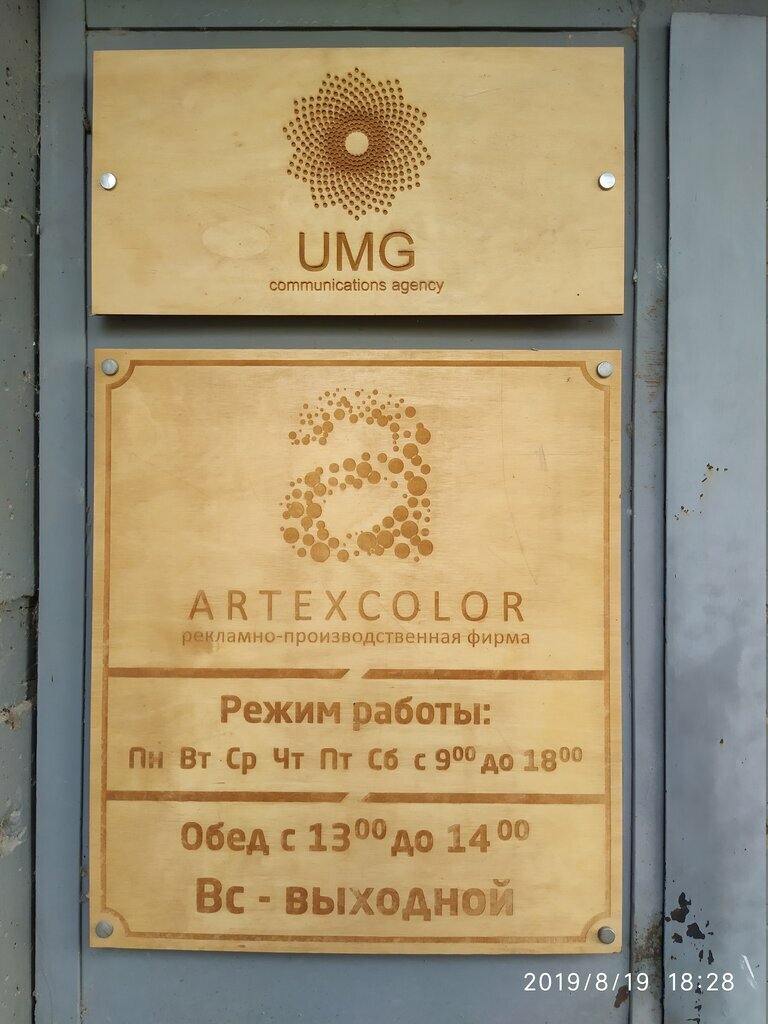 UMG
communications agency
ARTEXCOLOR
рекламно-производственная фирма
Режим работы:
Пн Вт Ср Чт Пт Сб с 9⁰⁰ до 18⁰⁰
Обед с 13⁰⁰ до 14⁰⁰
Вс - выходной
2019/8/19 18:28